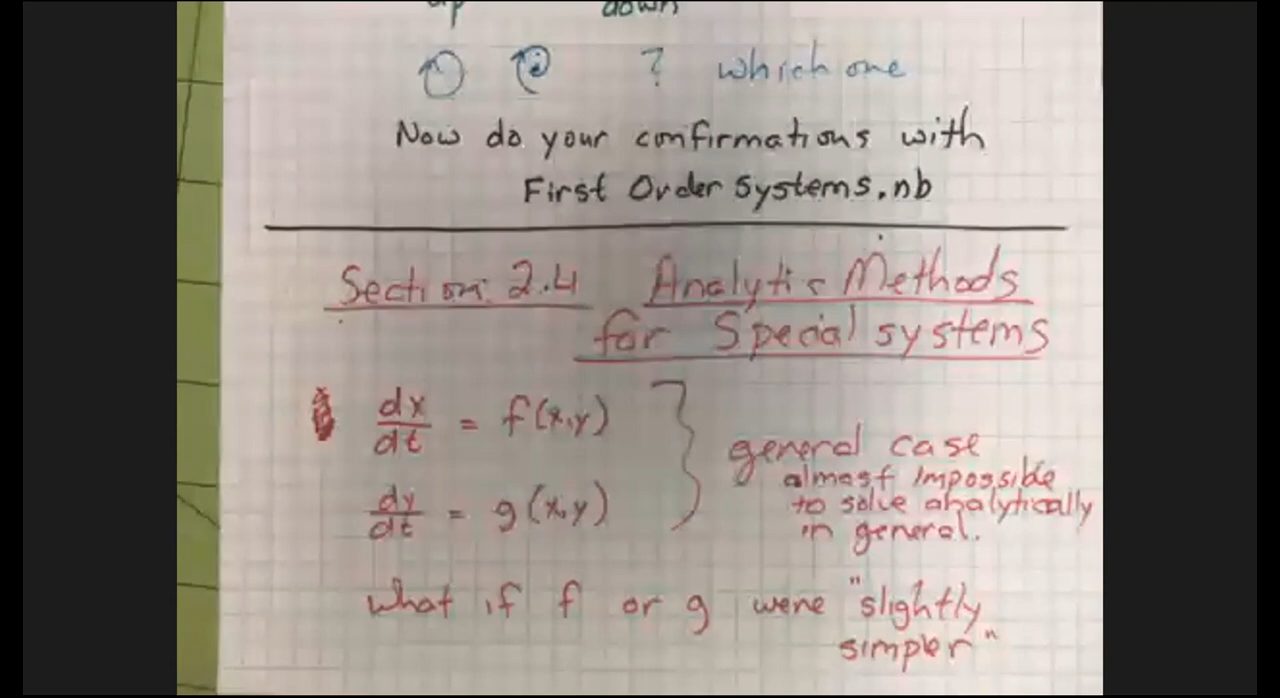 up down
? which one
Now do your confirmations with
First Order Systems.nb
Section: 2.4 Analytic Methods
for Special systems
dx/dt = f(x,y)
general case
almost impossible
dy/dt = g(x,y)
to solve analytically
in general.
what if f or g were "slightly
simpler"